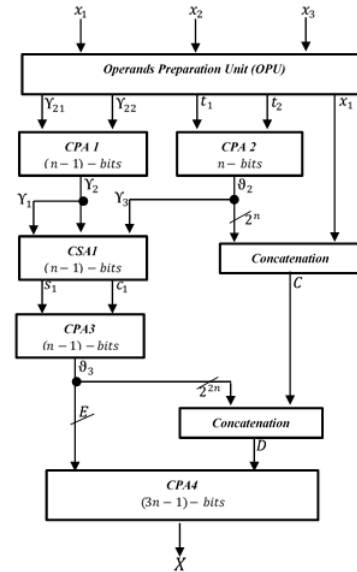 x₁ x₂ x₃
Operands Preparation Unit (OPU)
ϒ₂₁ ϒ₂₂ t₁ t₂ x₁
CPA 1
(n − 1) − bits
CPA 2
n− bits
ϒ₂ ϑ₂
ϒ₁ ϒ₃
2ⁿ
CSA1
(n − 1) − bits
Concatenation
s₁ c₁ C
CPA3
(n − 1) − bits
ϑ₃
E 2²ⁿ
Concatenation
D
CPA4
(3n − 1) − bits
X